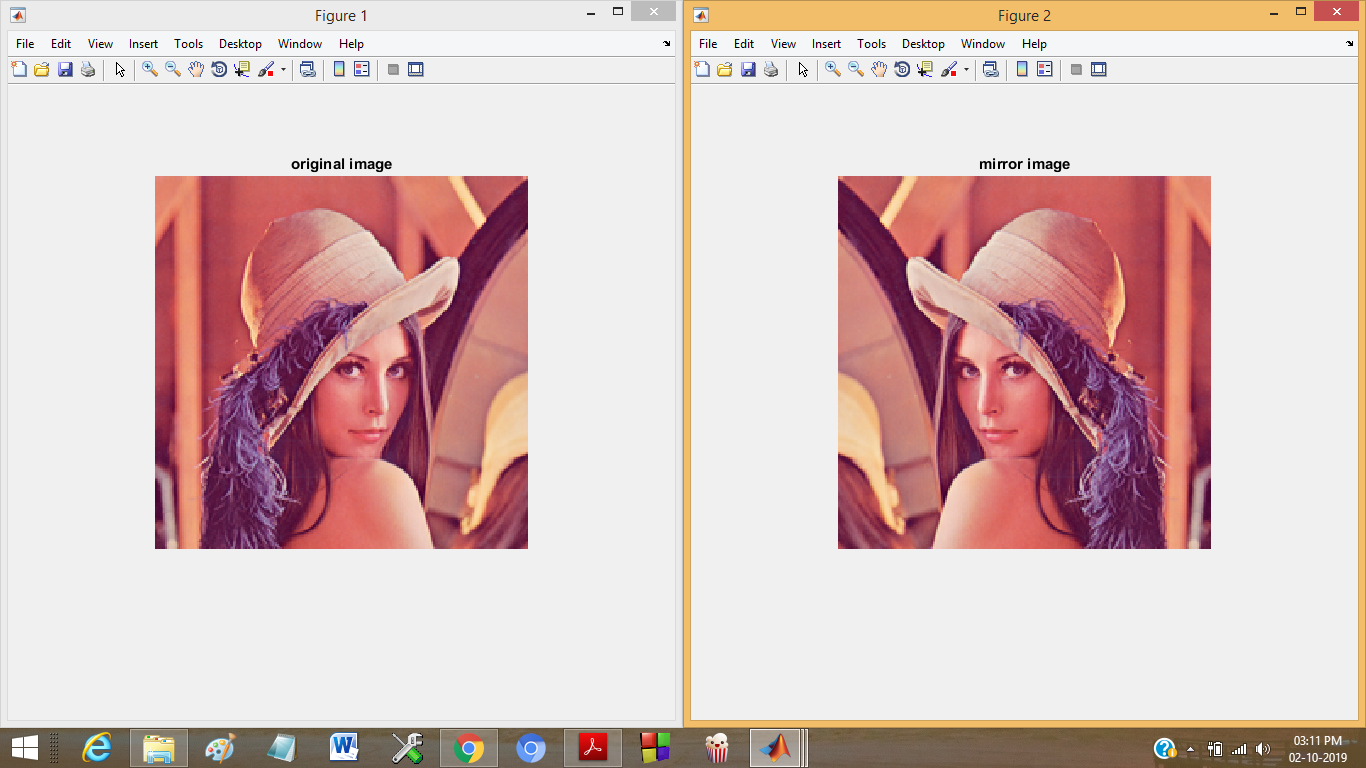 Figure 1
File Edit View Insert Tools Desktop Window Help
original image
Figure 2
File Edit View Insert Tools Desktop Window Help
mirror image
03:11 PM
02-10-2019